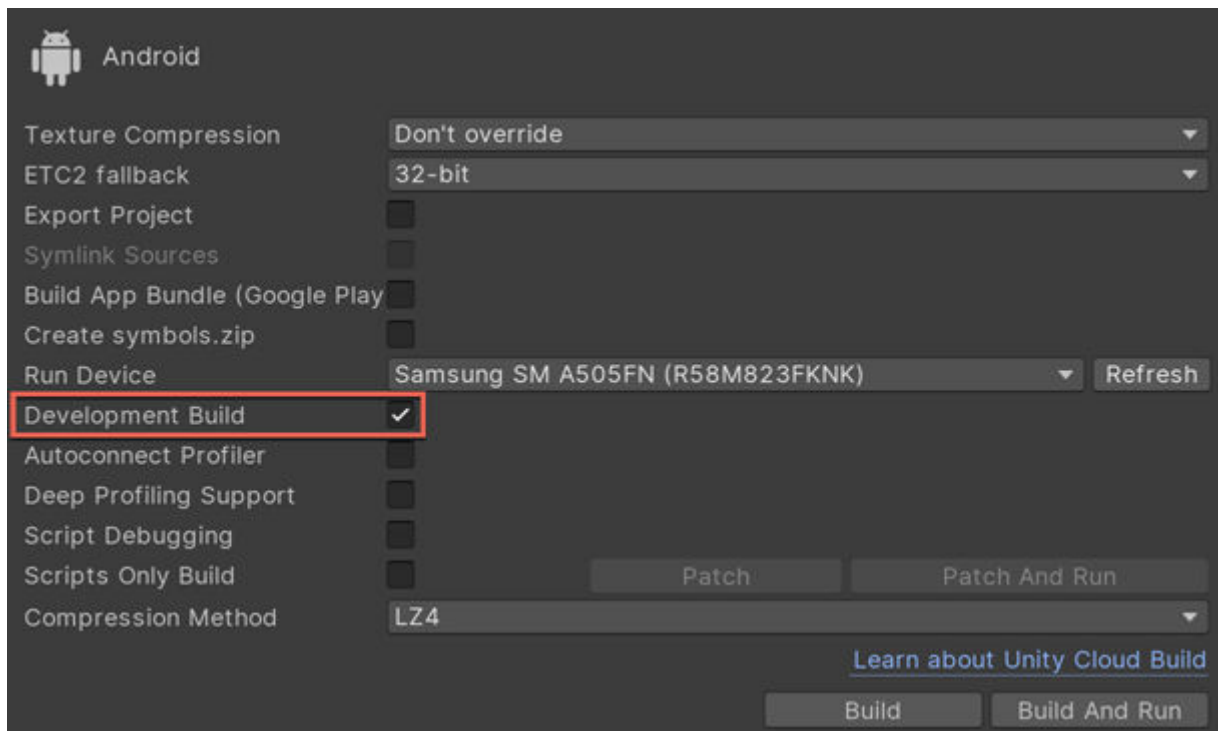 Android
Texture Compression Don't override
ETC2 fallback 32-bit
Export Project
Symlink Sources
Build App Bundle (Google Play
Create symbols.zip
Run Device Samsung SM A505FN (R58M823FKNK) Refresh
Development Build
Autoconnect Profiler
Deep Profiling Support
Script Debugging
Scripts Only Build Patch Patch And Run
Compression Method LZ4
Learn about Unity Cloud Build
Build Build And Run